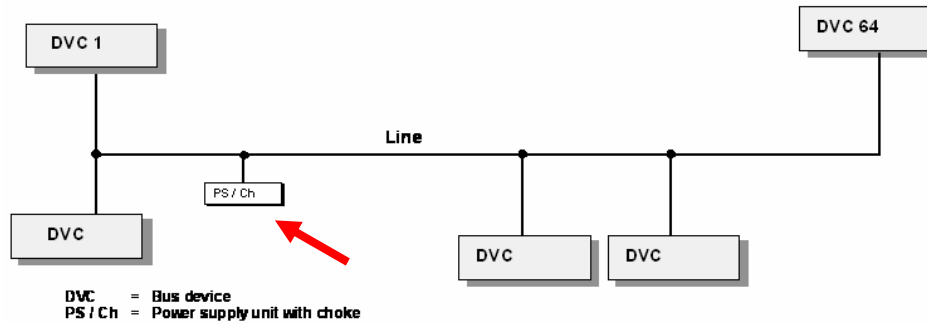 DVC 1
DVC 64
Line
PS / Ch
DVC
DVC
DVC
DVC = Bus device
PS / Ch = Power supply unit with choke